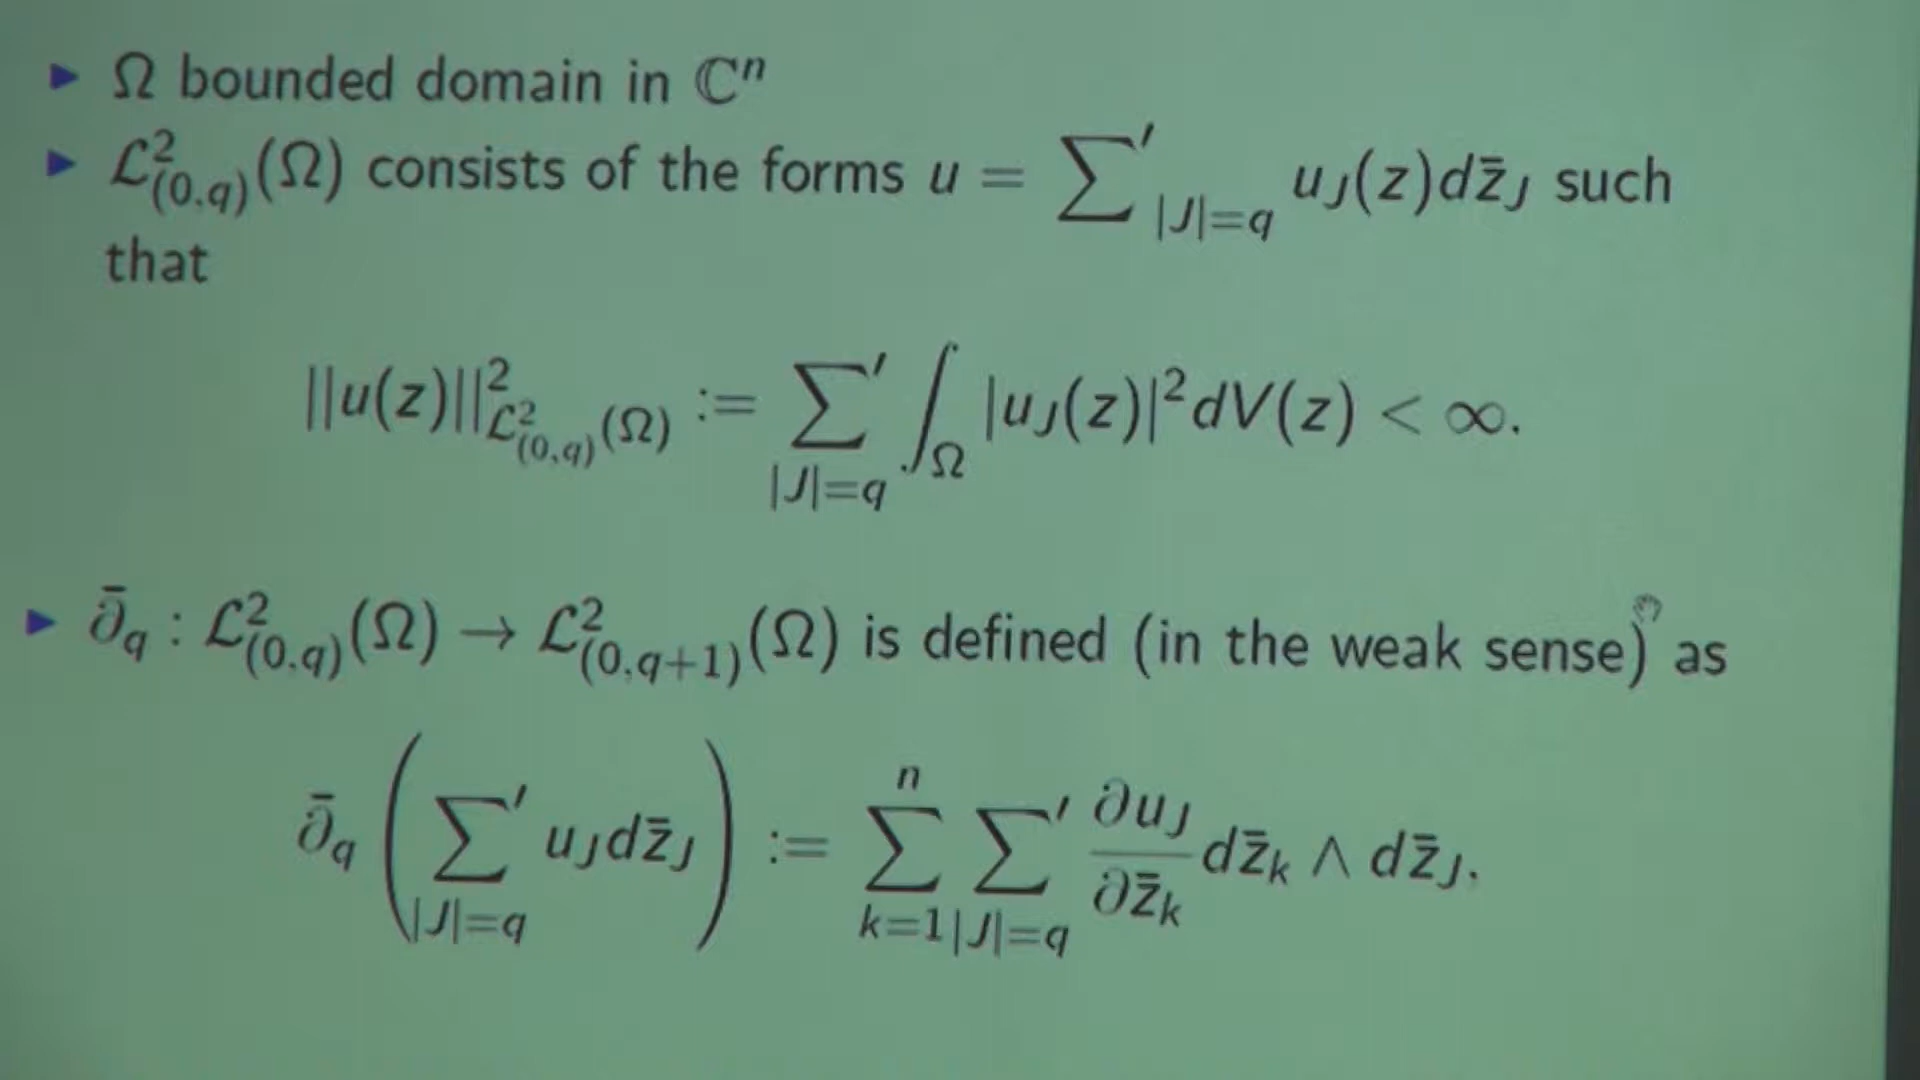 ▶ Ω bounded domain in ℂⁿ
▶ ℒ²_{(0,q)}(Ω) consists of the forms u = ∑′_{|J|=q} u_J(z)dz̄_J such
that
||u(z)||²_{ℒ²_{(0,q)}(Ω)} := ∑′_{|J|=q} ∫_Ω |u_J(z)|² dV(z) < ∞.
▶ ∂̄_q : ℒ²_{(0,q)}(Ω) → ℒ²_{(0,q+1)}(Ω) is defined (in the weak sense) as
∂̄_q ( ∑′_{|J|=q} u_J dz̄_J ) := ∑_{k=1}^{n} ∑′_{|J|=q} ∂u_J/∂z̄_k dz̄_k ∧ dz̄_J.